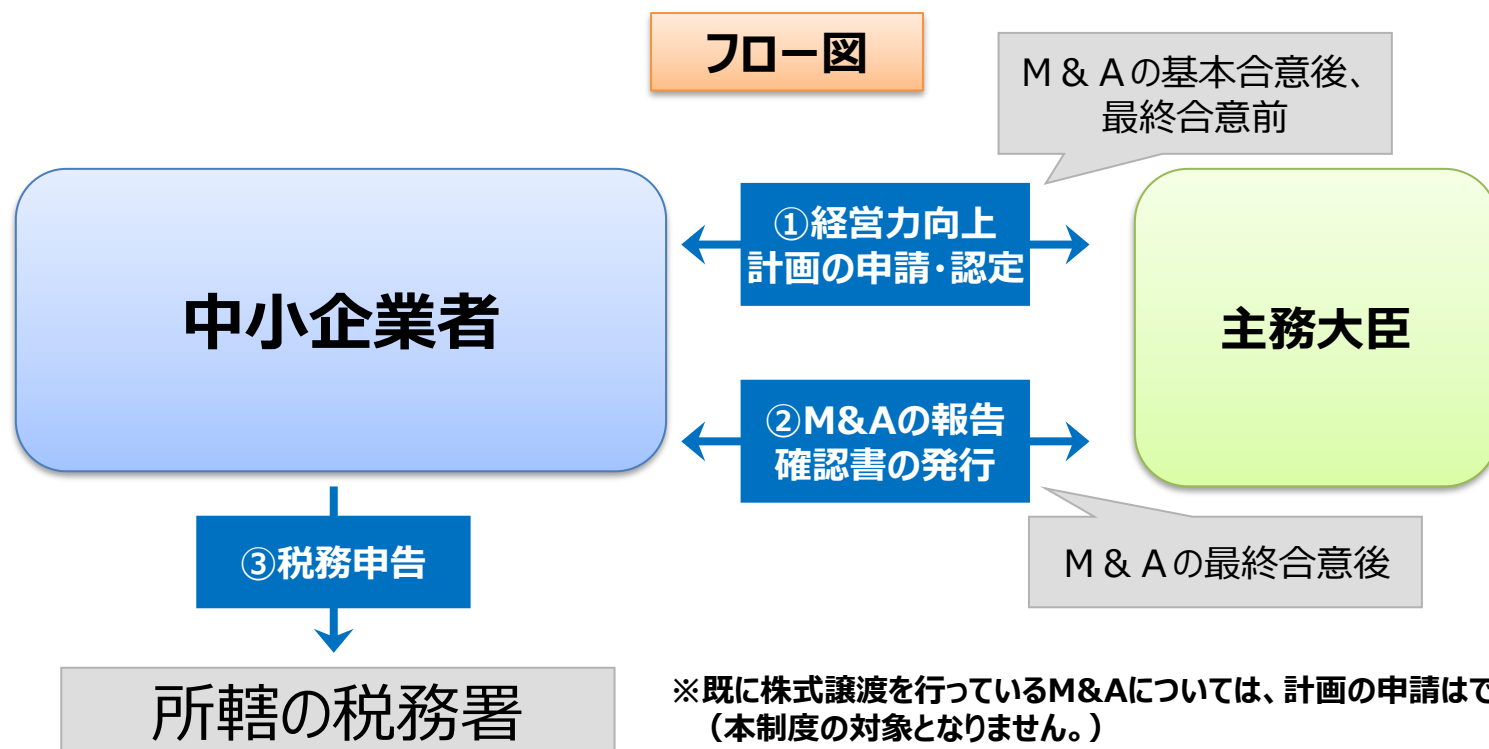 フロー図
M & Aの基本合意後、
最終合意前
中小企業者
①経営力向上
計画の申請・認定
主務大臣
②M&Aの報告
確認書の発行
③税務申告
M & Aの最終合意後
所轄の税務署
※既に株式譲渡を行っているM&Aについては、計画の申請はで
（本制度の対象となりません。）